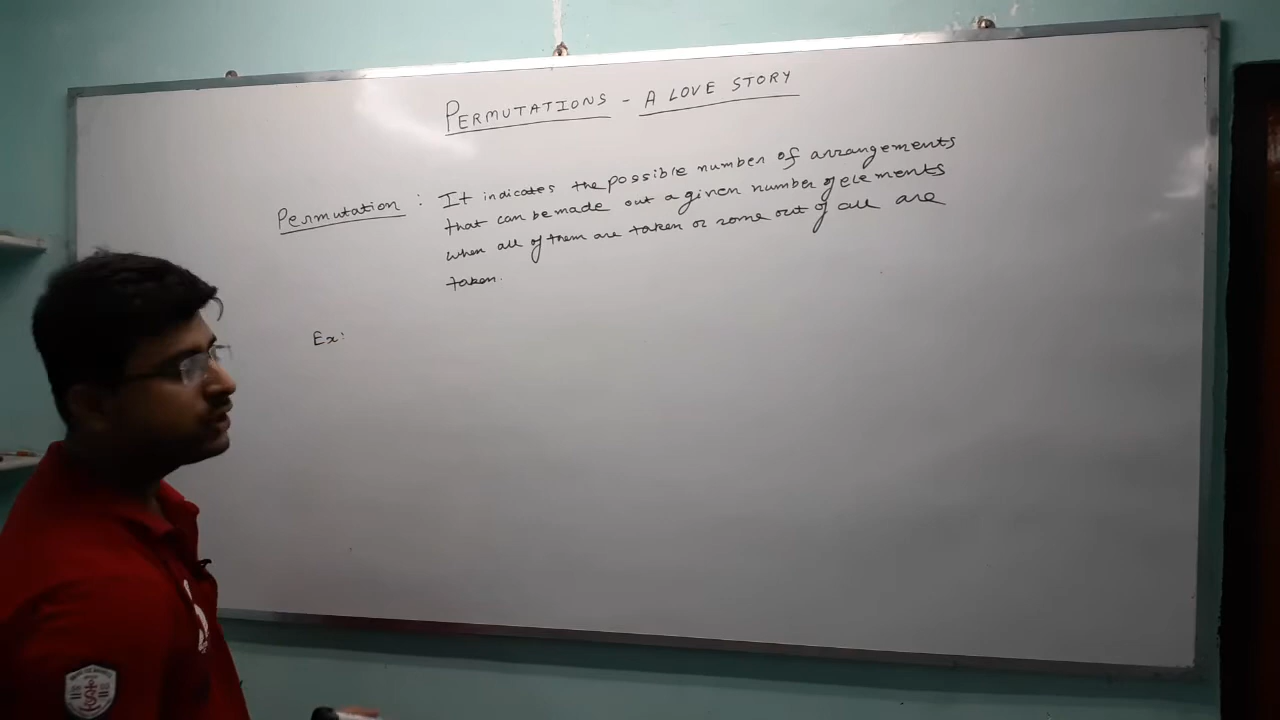 PERMUTATIONS - A LOVE STORY
Permutation : It indicates the possible number of arrangements
that can be made out a given number of elements
when all of them are taken or some out of all are
taken.
Ex: